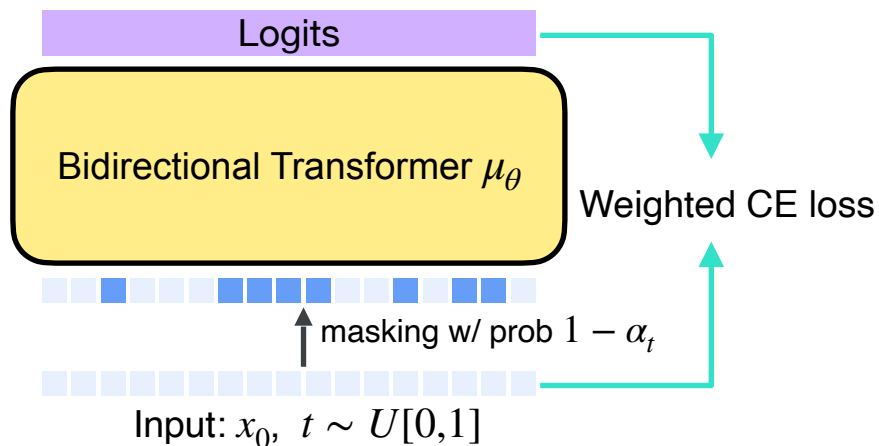 Logits
Bidirectional Transformer μ_θ
Weighted CE loss
masking w/ prob 1 − α_t
Input: x_0, t ∼ U[0,1]